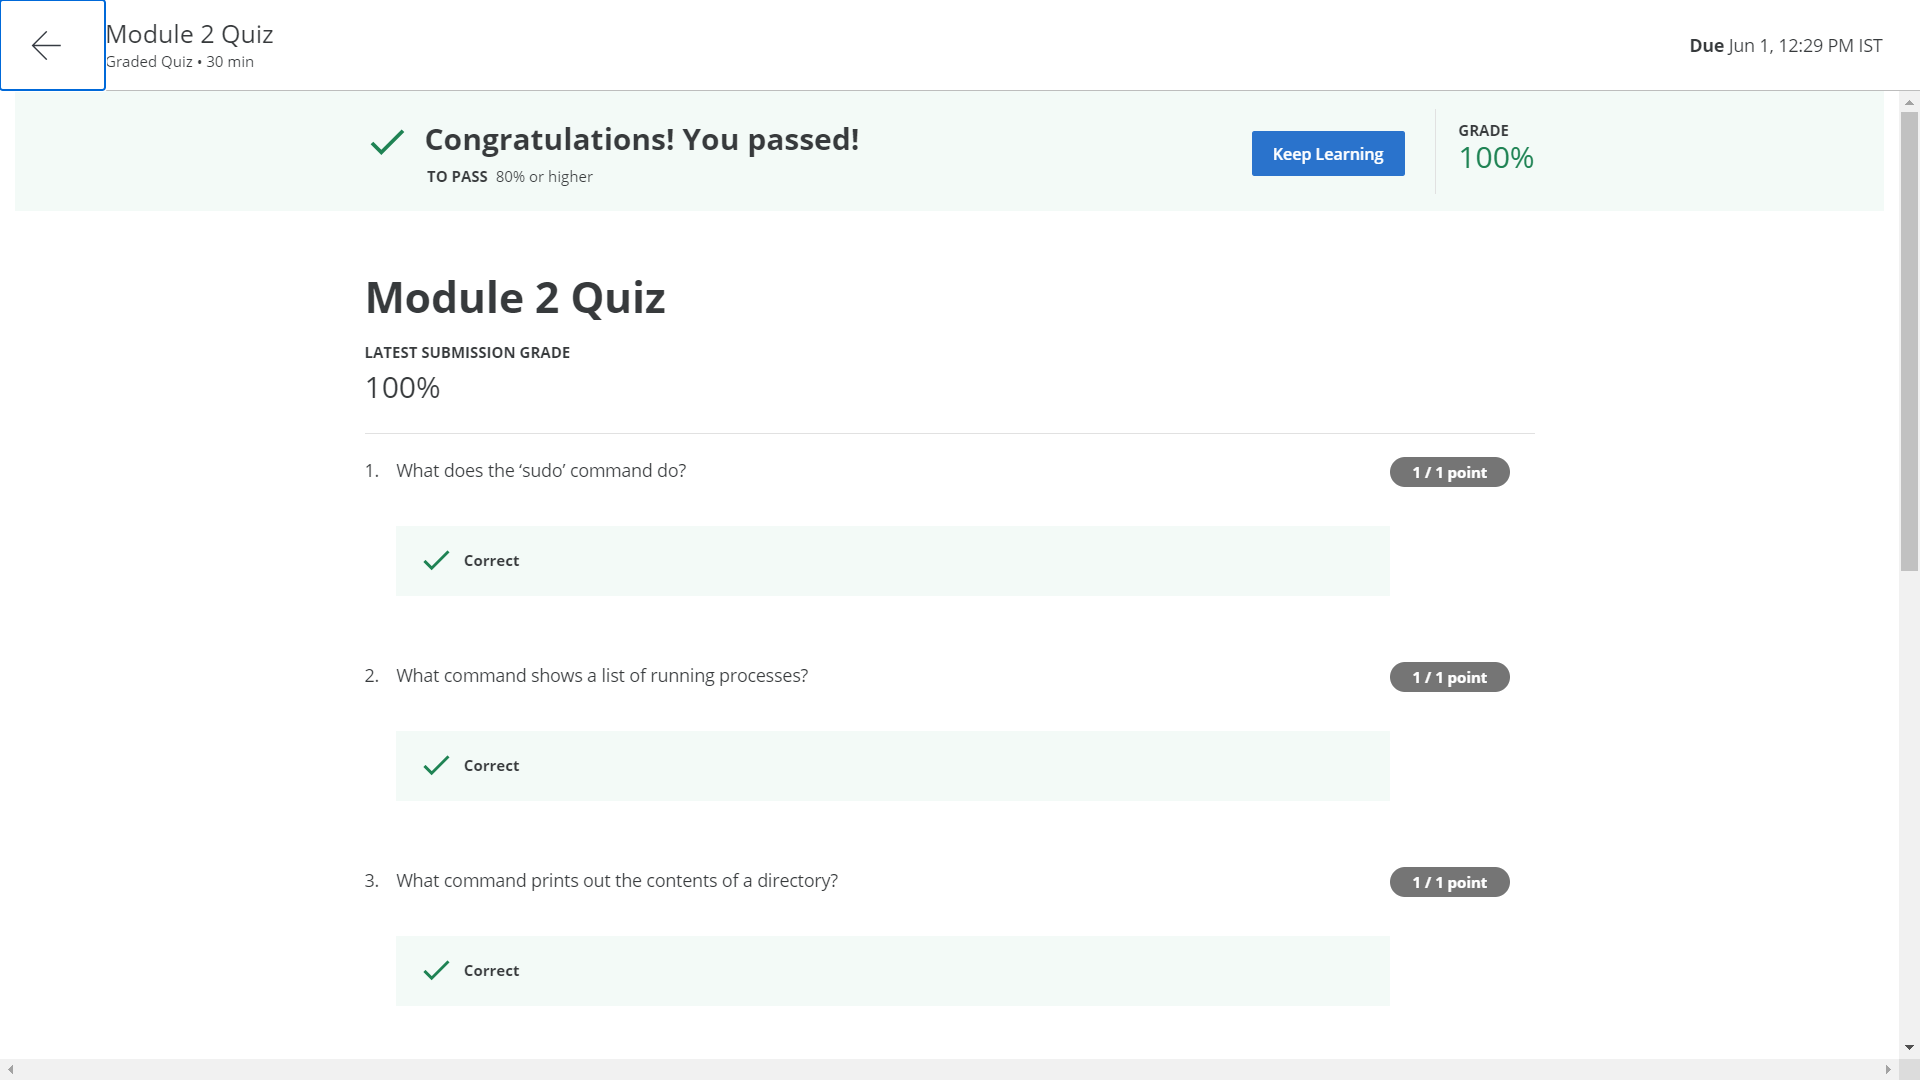 Module 2 Quiz
Graded Quiz • 30 min
Due Jun 1, 12:29 PM IST
Congratulations! You passed!
TO PASS 80% or higher
Keep Learning
GRADE
100%
Module 2 Quiz
LATEST SUBMISSION GRADE
100%
1. What does the ‘sudo’ command do?
1 / 1 point
Correct
2. What command shows a list of running processes?
1 / 1 point
Correct
3. What command prints out the contents of a directory?
1 / 1 point
Correct